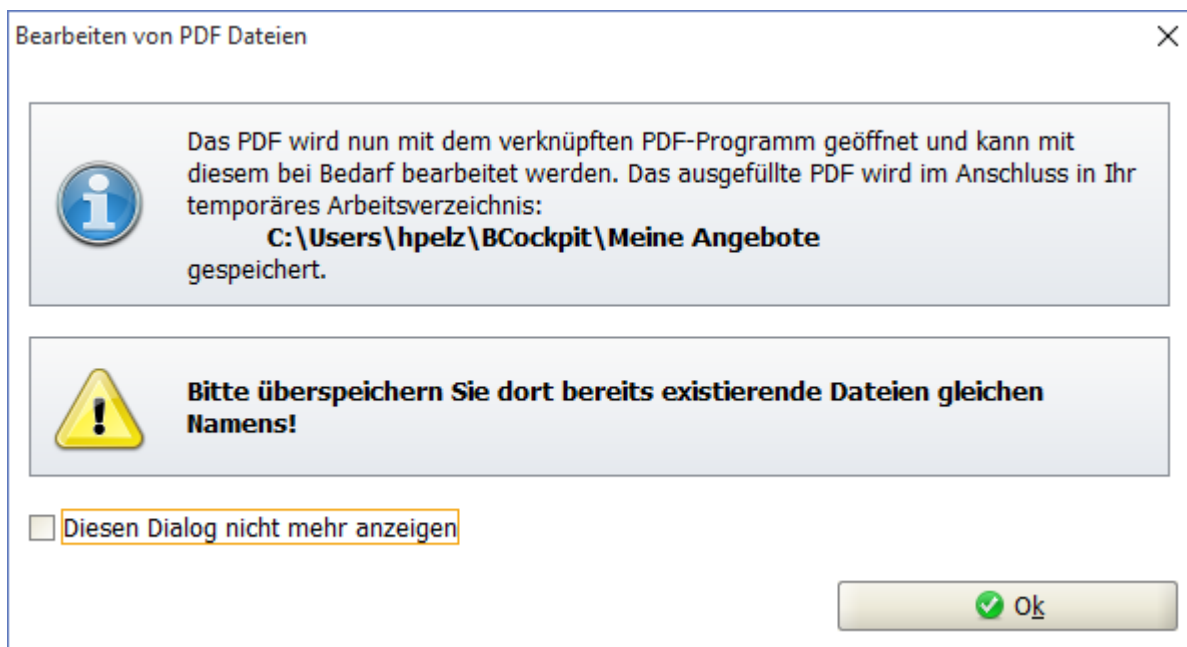 Bearbeiten von PDF Dateien
Das PDF wird nun mit dem verknüpften PDF-Programm geöffnet und kann mit
diesem bei Bedarf bearbeitet werden. Das ausgefüllte PDF wird im Anschluss in Ihr
temporäres Arbeitsverzeichnis:
C:\Users\hpelz\BCockpit\Meine Angebote
gespeichert.
Bitte überspeichern Sie dort bereits existierende Dateien gleichen
Namens!
Diesen Dialog nicht mehr anzeigen
Ok